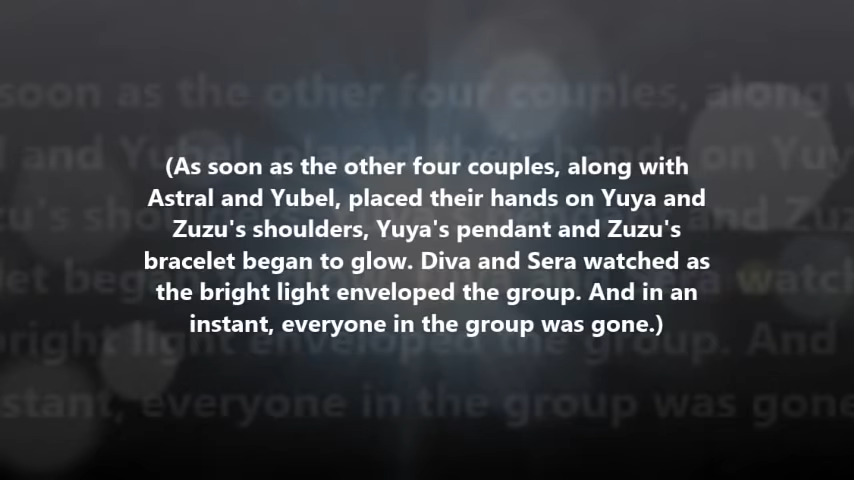 (As soon as the other four couples, along with
Astral and Yubel, placed their hands on Yuya and
Zuzu's shoulders, Yuya's pendant and Zuzu's
bracelet began to glow. Diva and Sera watched as
the bright light enveloped the group. And in an
instant, everyone in the group was gone.)